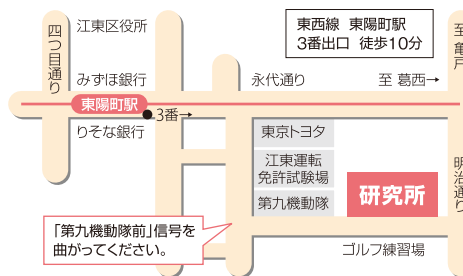 東西線 東陽町駅
3番出口 徒歩10分
四つ目通り
江東区役所
みずほ銀行
永代通り
至 葛西→
至 亀戸
東陽町駅
3番→
りそな銀行
東京トヨタ
江東運転
免許試験場
第九機動隊
研究所
明治通り
「第九機動隊前」信号を
曲がってください。
ゴルフ練習場